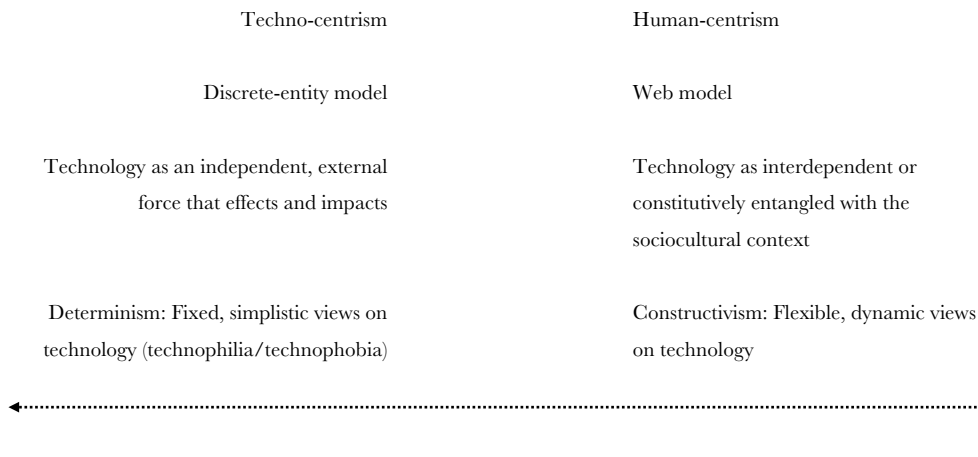 Techno-centrism
Human-centrism
Discrete-entity model
Web model
Technology as an independent, external
force that effects and impacts
Technology as interdependent or
constitutively entangled with the
sociocultural context
Determinism: Fixed, simplistic views on
technology (technophilia/technophobia)
Constructivism: Flexible, dynamic views
on technology